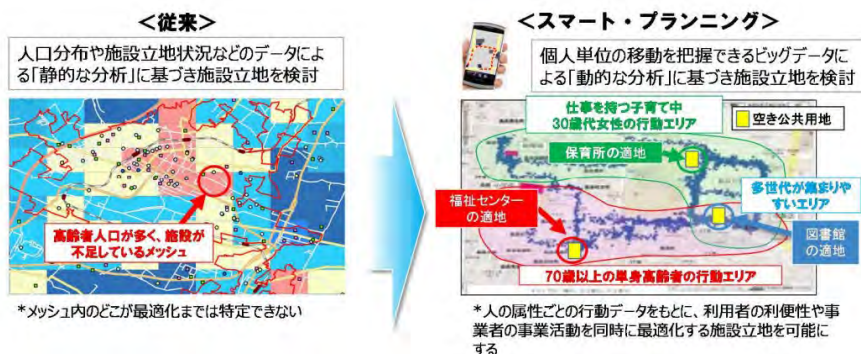 ＜従来＞
人口分布や施設立地状況などのデータによ
る「静的な分析」に基づき施設立地を検討
高齢者人口が多く、施設が
不足しているメッシュ
*メッシュ内のどこが最適化までは特定できない
＜スマート・プランニング＞
個人単位の移動を把握できるビッグデータ
による「動的な分析」に基づき施設立地を検討
仕事を持つ子育て中
30歳代女性の行動エリア
空き公共用地
保育所の適地
福祉センター
の適地
多世代が集まりや
すいエリア
図書館
の適地
70歳以上の単身高齢者の行動エリア
*人の属性ごとの行動データをもとに、利用者の利便性や事
業者の事業活動を同時に最適化する施設立地を可能に
する